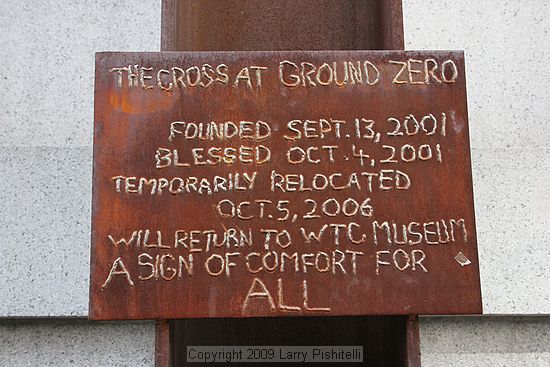 THE CROSS AT GROUND ZERO
FOUNDED SEPT. 13, 2001
BLESSED OCT. 4, 2001
TEMPORARILY RELOCATED
OCT. 5, 2006
WILL RETURN TO WTC MUSEUM
A SIGN OF COMFORT FOR
ALL
Copyright 2009 Larry Pishitelli